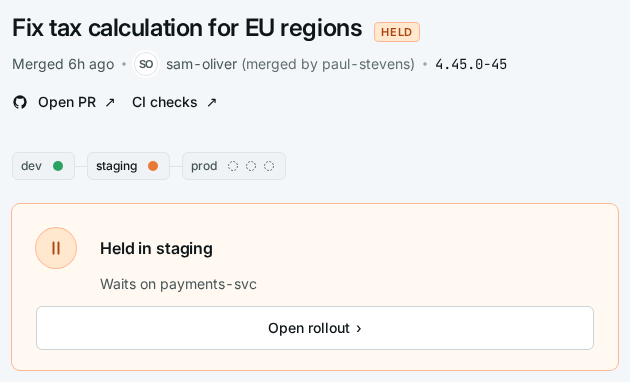 Fix tax calculation for EU regions HELD
Merged 6h ago • SO sam-oliver (merged by paul-stevens) • 4.45.0-45
Open PR ↗ CI checks ↗
dev staging prod
Held in staging
Waits on payments-svc
Open rollout ›